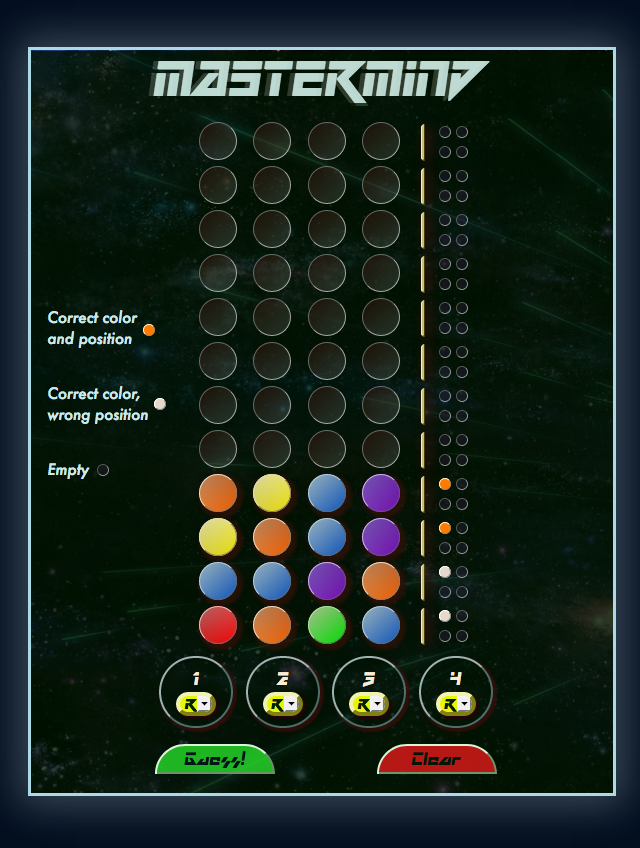 MASTERMIND
Correct color
and position
Correct color,
wrong position
Empty
1 2 3 4
R R R R
Guess! Clear